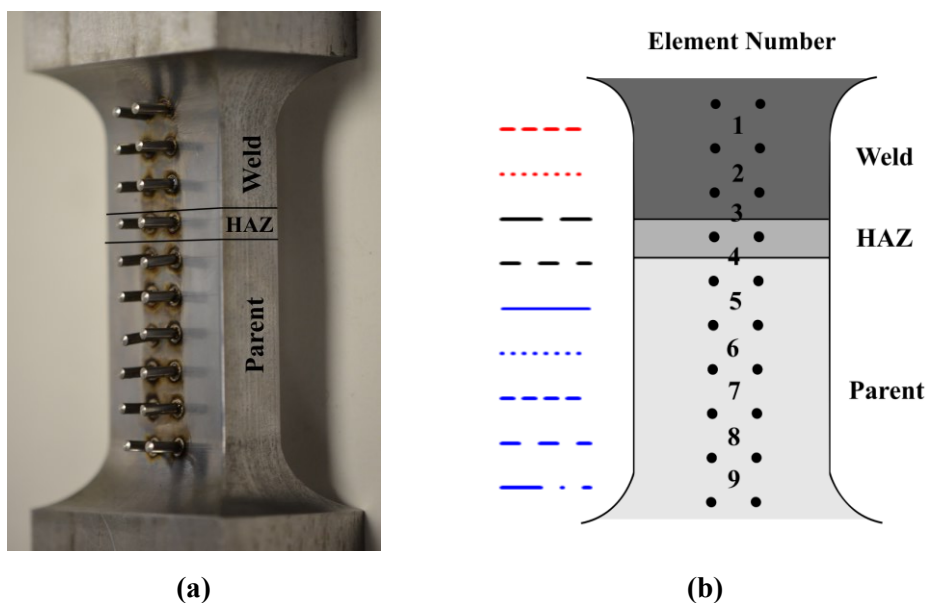 Weld
HAZ
Parent
(a)
Element Number
1
2
3
4
5
6
7
8
9
Weld
HAZ
Parent
(b)